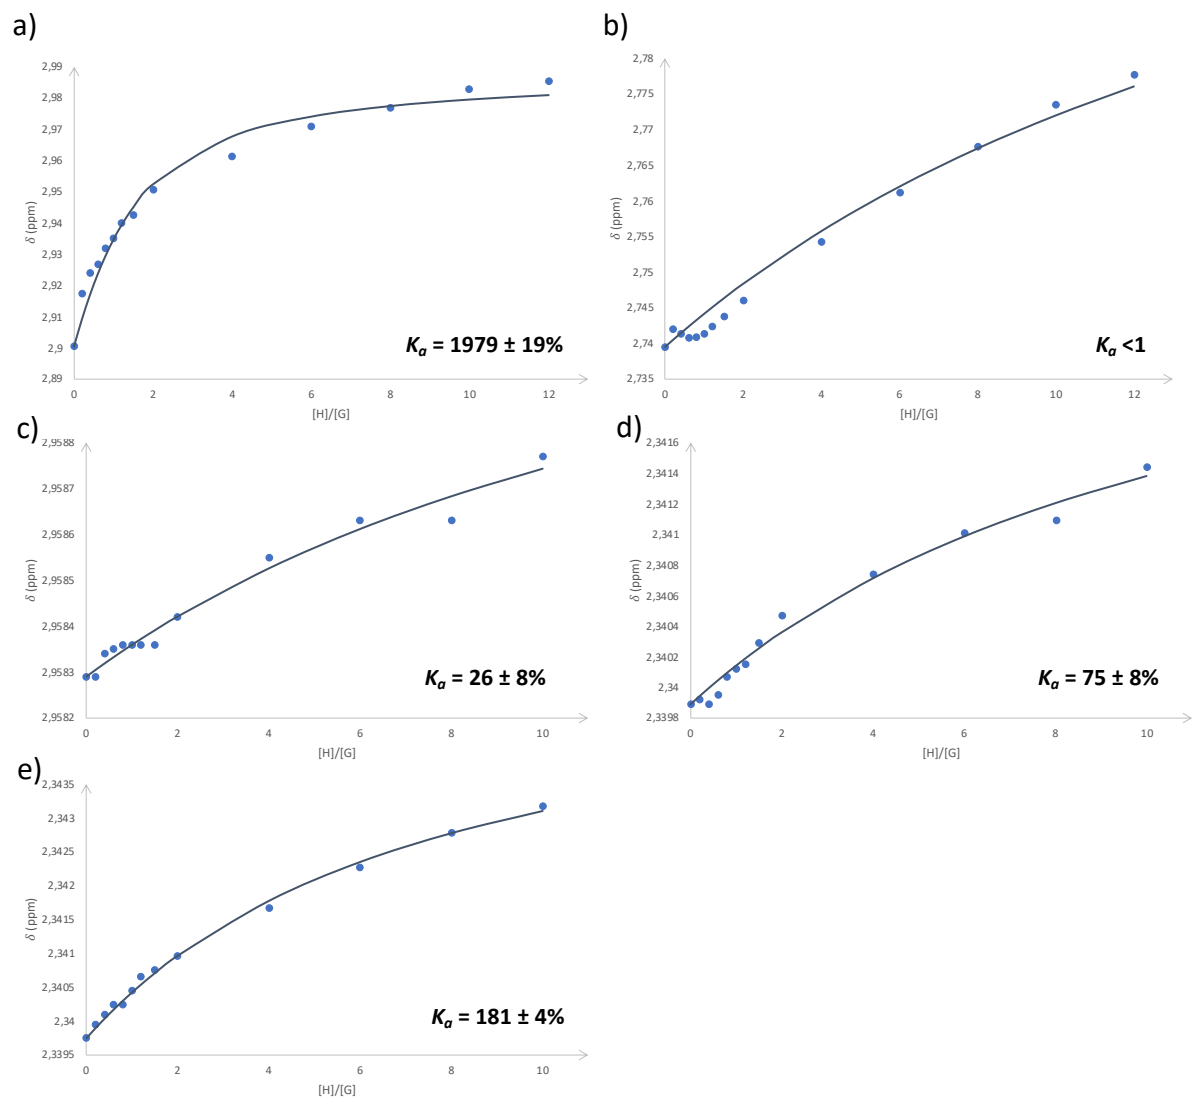 a)
2,99
2,98
2,97
2,96
2,95
2,94
2,93
2,92
2,91
2,9
2,89
δ (ppm)
0 2 4 6 8 10 12
[H]/[G]
Ka = 1979 ± 19%
b)
2,78
2,775
2,77
2,765
2,76
2,755
2,75
2,745
2,74
2,735
δ (ppm)
0 2 4 6 8 10 12
[H]/[G]
Ka <1
c)
2,9588
2,9587
2,9586
2,9585
2,9584
2,9583
2,9582
δ (ppm)
0 2 4 6 8 10
[H]/[G]
Ka = 26 ± 8%
d)
2,3416
2,3414
2,3412
2,341
2,3408
2,3406
2,3404
2,3402
2,34
2,3398
δ (ppm)
0 2 4 6 8 10
[H]/[G]
Ka = 75 ± 8%
e)
2,3435
2,343
2,3425
2,342
2,3415
2,341
2,3405
2,34
2,3395
δ (ppm)
0 2 4 6 8 10
[H]/[G]
Ka = 181 ± 4%